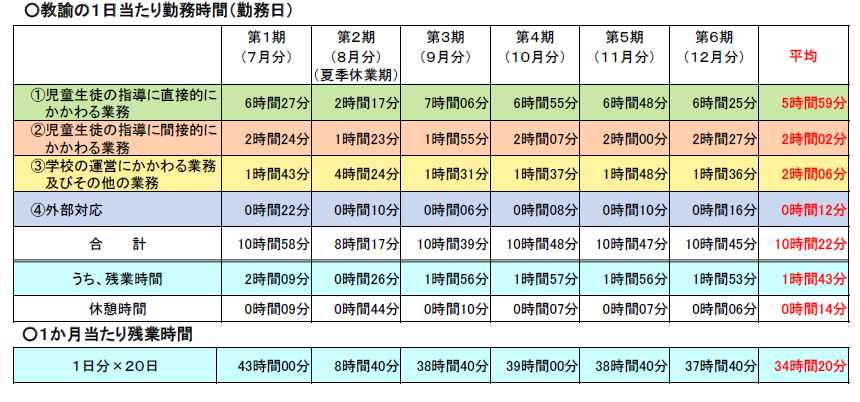 〇教諭の１日当たり勤務時間（勤務日）
第１期（７月分） 第２期（８月分）（夏季休業期） 第３期（９月分） 第４期（１０月分） 第５期（１１月分） 第６期（１２月分） 平均
①児童生徒の指導に直接的にかかわる業務 6時間27分 2時間17分 7時間06分 6時間55分 6時間48分 6時間25分 5時間59分
②児童生徒の指導に間接的にかかわる業務 2時間24分 1時間23分 1時間55分 2時間07分 2時間00分 2時間27分 2時間02分
③学校の運営にかかわる業務及びその他の業務 1時間43分 4時間24分 1時間31分 1時間37分 1時間48分 1時間36分 2時間06分
④外部対応 0時間22分 0時間10分 0時間06分 0時間08分 0時間10分 0時間16分 0時間12分
合　計 10時間58分 8時間17分 10時間39分 10時間48分 10時間47分 10時間45分 10時間22分
うち、残業時間 2時間09分 0時間26分 1時間56分 1時間57分 1時間56分 1時間53分 1時間43分
休憩時間 0時間09分 0時間44分 0時間10分 0時間07分 0時間07分 0時間06分 0時間14分
〇１か月当たり残業時間
１日分×２０日 43時間00分 8時間40分 38時間40分 39時間00分 38時間40分 37時間40分 34時間20分